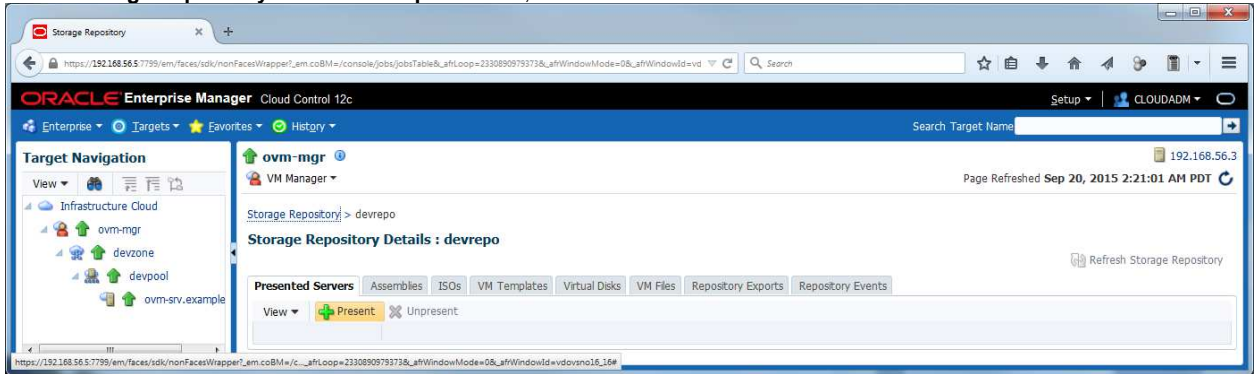 Storage Repository
https://192.168.56.5:7799/em/faces/sdk/nonFacesWrapper?_em.coBM=/console/jobs/jobsTable&_afrLoop=2330890979373&_afrWindowMode=0&_afrWindowId=vd
Search
ORACLE Enterprise Manager Cloud Control 12c
Setup
CLOUDADM
Enterprise Targets Favorites History
Search Target Name
Target Navigation
ovm-mgr
192.168.56.3
View
VM Manager
Page Refreshed Sep 20, 2015 2:21:01 AM PDT
Infrastructure Cloud
ovm-mgr
devzone
devpool
ovm-srv.example
Storage Repository > devrepo
Storage Repository Details : devrepo
Refresh Storage Repository
Presented Servers Assemblies ISOs VM Templates Virtual Disks VM Files Repository Exports Repository Events
View Present Unpresent
https://192.168.56.5:7799/em/faces/sdk/nonFacesWrapper?_em.coBM=/c..._afrLoop=2330890979373&_afrWindowMode=0&_afrWindowId=vdovsno16_16#